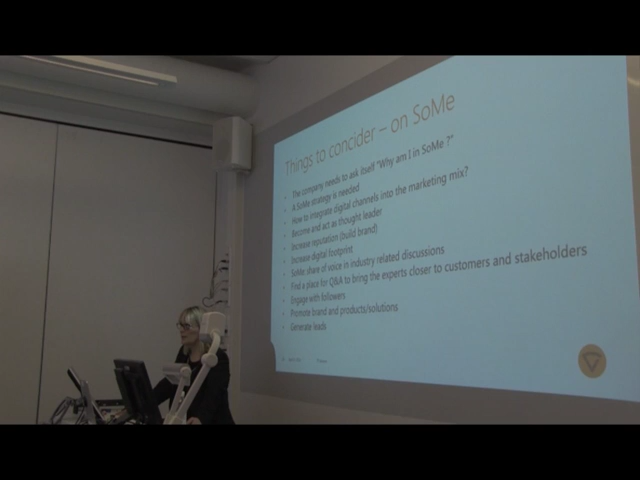 Things to concider – on SoMe
The company needs to ask itself "Why am I in SoMe ?"
A SoMe strategy is needed
How to integrate digital channels into the marketing mix?
Become and act as thought leader
Increase reputation (build brand)
Increase digital footprint
SoMe share of voice in industry related discussions
Find a place for Q&A to bring the experts closer to customers and stakeholders
Engage with followers
Promote brand and products/solutions
Generate leads